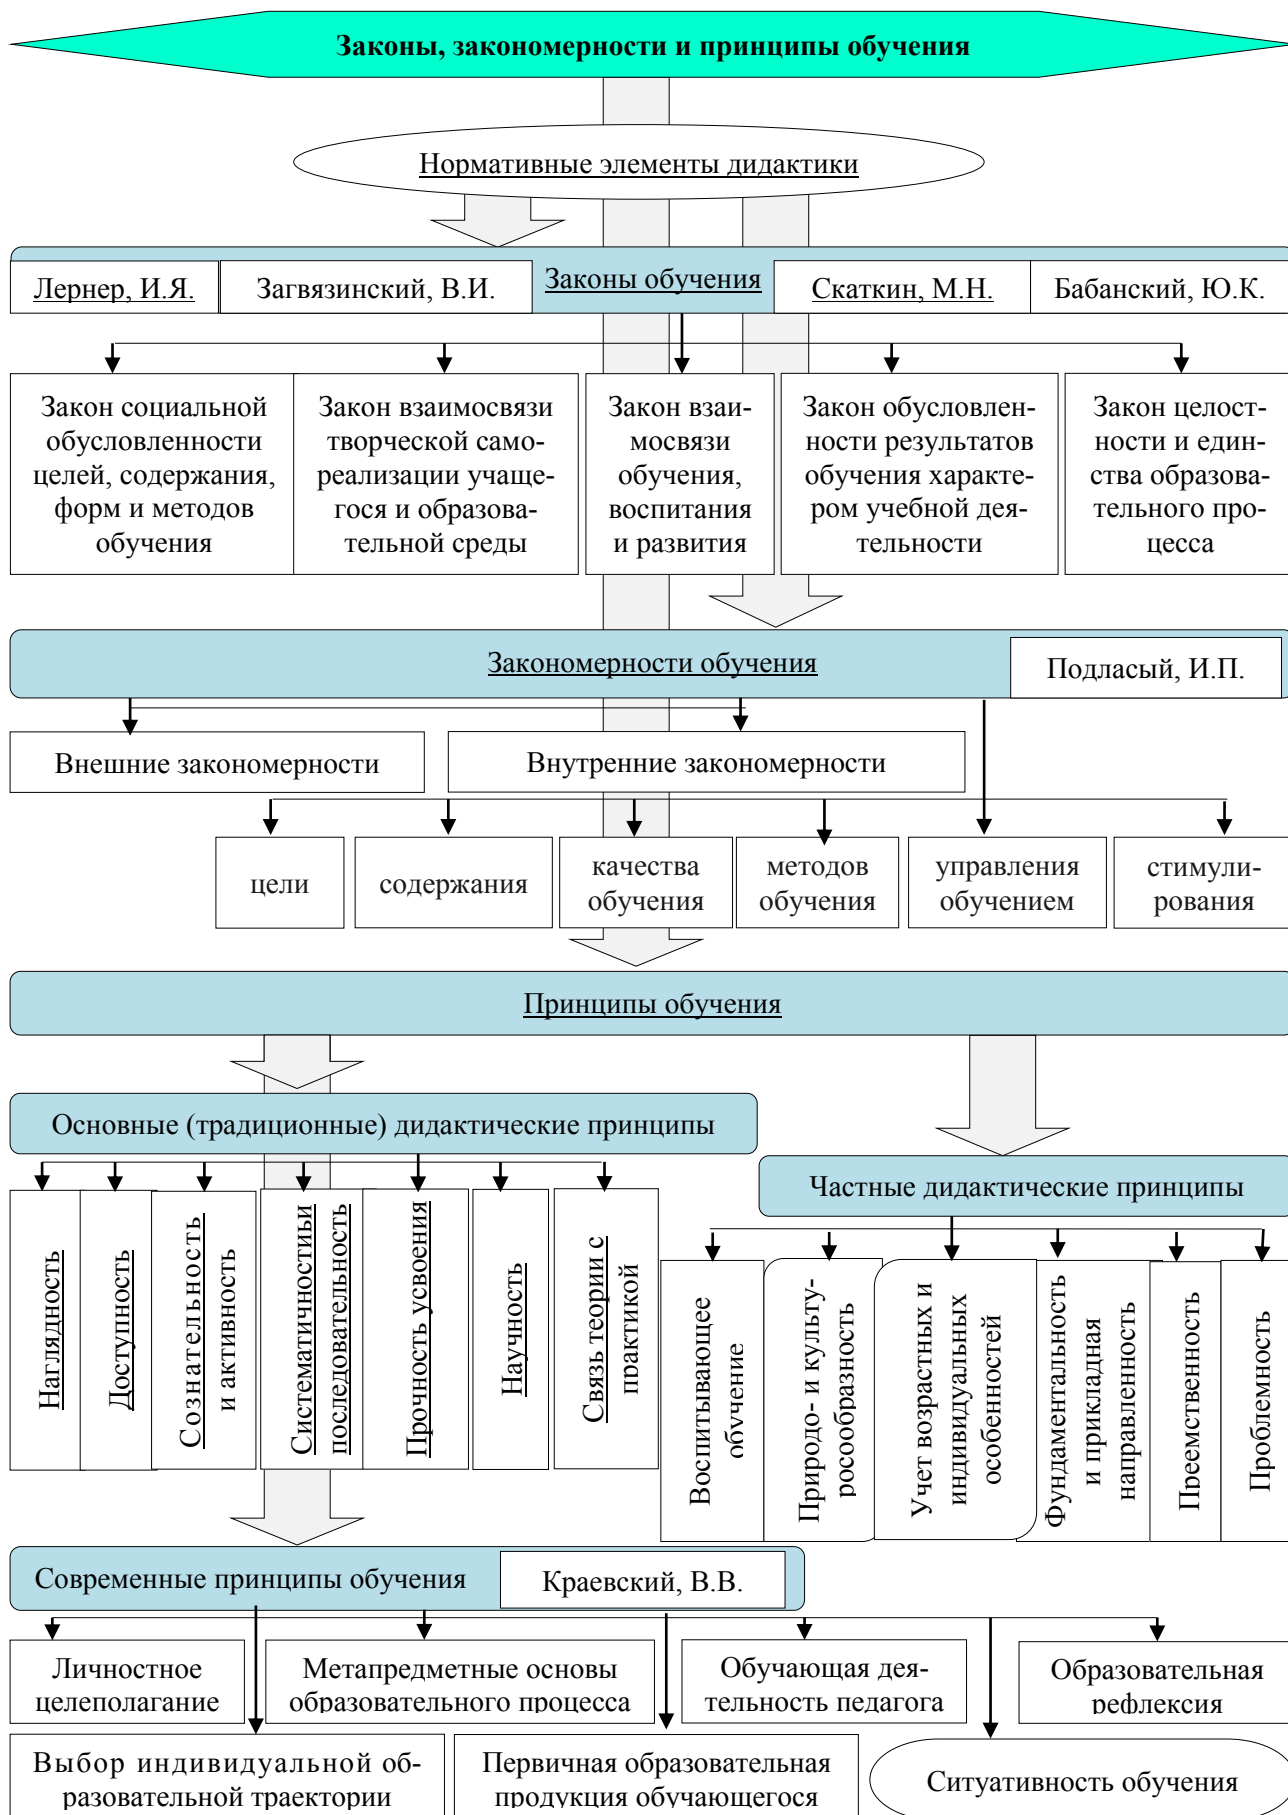 Законы, закономерности и принципы обучения
Нормативные элементы дидактики
Лернер, И.Я.
Загвязинский, В.И.
Законы обучения
Скаткин, М.Н.
Бабанский, Ю.К.
Закон социальной
обусловленности
целей, содержания,
форм и методов
обучения
Закон взаимосвязи
творческой само-
реализации учаще-
гося и образова-
тельной среды
Закон взаи-
мосвязи
обучения,
воспитания
и развития
Закон обусловлен-
ности результатов
обучения характе-
ром учебной дея-
тельности
Закон целост-
ности и един-
ства образова-
тельного про-
цесса
Закономерности обучения
Подласый, И.П.
Внешние закономерности
Внутренние закономерности
цели
содержания
качества
обучения
методов
обучения
управления
обучением
стимули-
рования
Принципы обучения
Основные (традиционные) дидактические принципы
Частные дидактические принципы
Наглядность
Доступность
Сознательность
и активность
Систематичностьи
последовательность
Прочность усвоения
Научность
Связь теории с
практикой
Воспитывающее
обучение
Природо- и культу-
росообразность
Учет возрастных и
индивидуальных
особенностей
Фундаментальность
и прикладная
направленность
Преемственность
Проблемность
Современные принципы обучения
Краевский, В.В.
Личностное
целеполагание
Метапредметные основы
образовательного процесса
Обучающая дея-
тельность педагога
Образовательная
рефлексия
Выбор индивидуальной об-
разовательной траектории
Первичная образовательная
продукция обучающегося
Ситуативность обучения